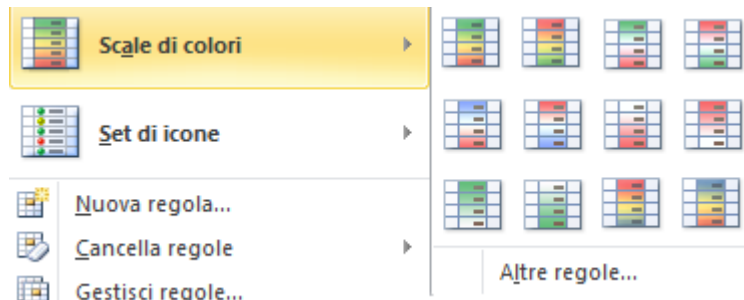 Scale di colori
Set di icone
Nuova regola...
Cancella regole
Gestisci regole...
Altre regole...